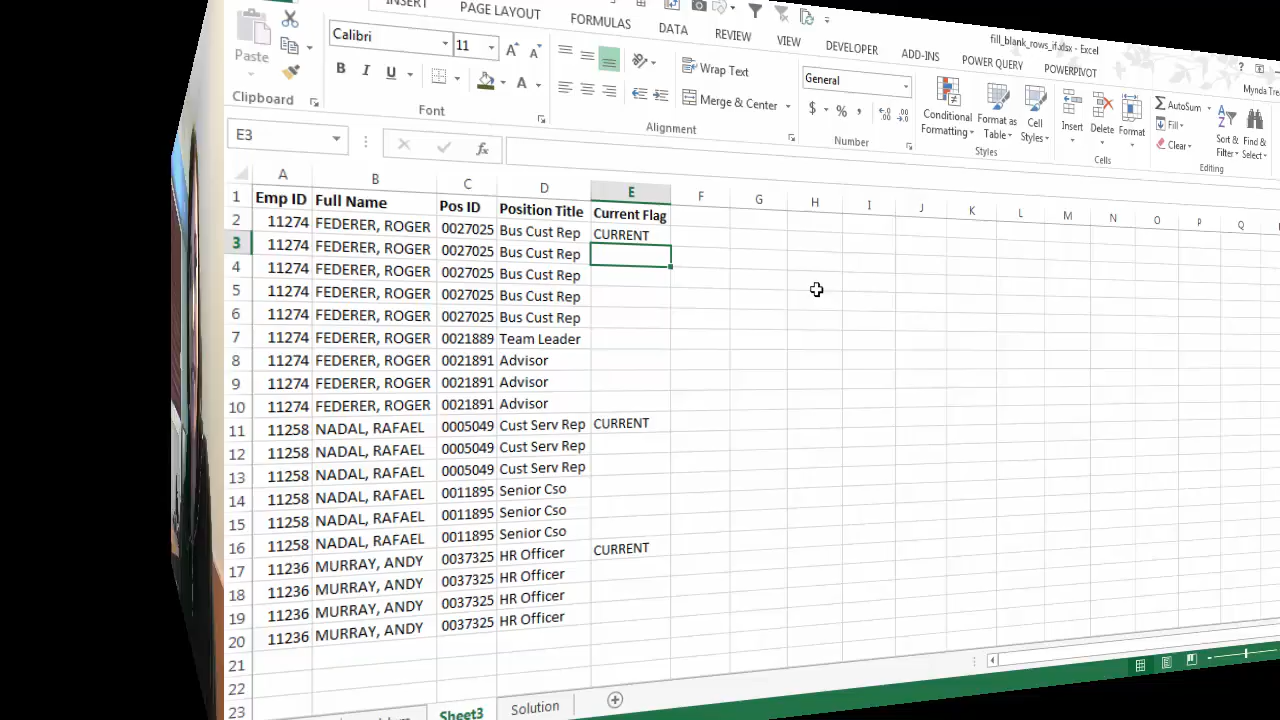 fill_blank_rows_if.xlsx - Excel
INSERT PAGE LAYOUT FORMULAS DATA REVIEW VIEW DEVELOPER ADD-INS POWER QUERY POWERPIVOT
Mynda Trea
Paste
Clipboard
Calibri 11
B I U A
Font
Wrap Text
Merge & Center
Alignment
General
$ % ,
Number
Conditional Formatting
Format as Table
Cell Styles
Styles
Insert Delete Format
Cells
AutoSum
Fill
Clear
Sort & Filter
Find & Select
Editing
E3
fx
A B C D E F G H I J K L M N O P Q
1 Emp ID Full Name Pos ID Position Title Current Flag
2 11274 FEDERER, ROGER 0027025 Bus Cust Rep CURRENT
3 11274 FEDERER, ROGER 0027025 Bus Cust Rep
4 11274 FEDERER, ROGER 0027025 Bus Cust Rep
5 11274 FEDERER, ROGER 0027025 Bus Cust Rep
6 11274 FEDERER, ROGER 0027025 Bus Cust Rep
7 11274 FEDERER, ROGER 0021889 Team Leader
8 11274 FEDERER, ROGER 0021891 Advisor
9 11274 FEDERER, ROGER 0021891 Advisor
10 11274 FEDERER, ROGER 0021891 Advisor
11 11258 NADAL, RAFAEL 0005049 Cust Serv Rep CURRENT
12 11258 NADAL, RAFAEL 0005049 Cust Serv Rep
13 11258 NADAL, RAFAEL 0005049 Cust Serv Rep
14 11258 NADAL, RAFAEL 0011895 Senior Cso
15 11258 NADAL, RAFAEL 0011895 Senior Cso
16 11258 NADAL, RAFAEL 0011895 Senior Cso
17 11236 MURRAY, ANDY 0037325 HR Officer CURRENT
18 11236 MURRAY, ANDY 0037325 HR Officer
19 11236 MURRAY, ANDY 0037325 HR Officer
20 11236 MURRAY, ANDY 0037325 HR Officer
21
22
23
Sheet3 Solution